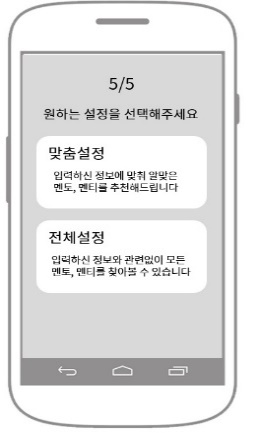 5/5
원하는 설정을 선택해주세요
맞춤설정
입력하신 정보에 맞춰 알맞은
멘토, 멘티를 추천해드립니다
전체설정
입력하신 정보와 관련없이 모든
멘토, 멘티를 찾아볼 수 있습니다